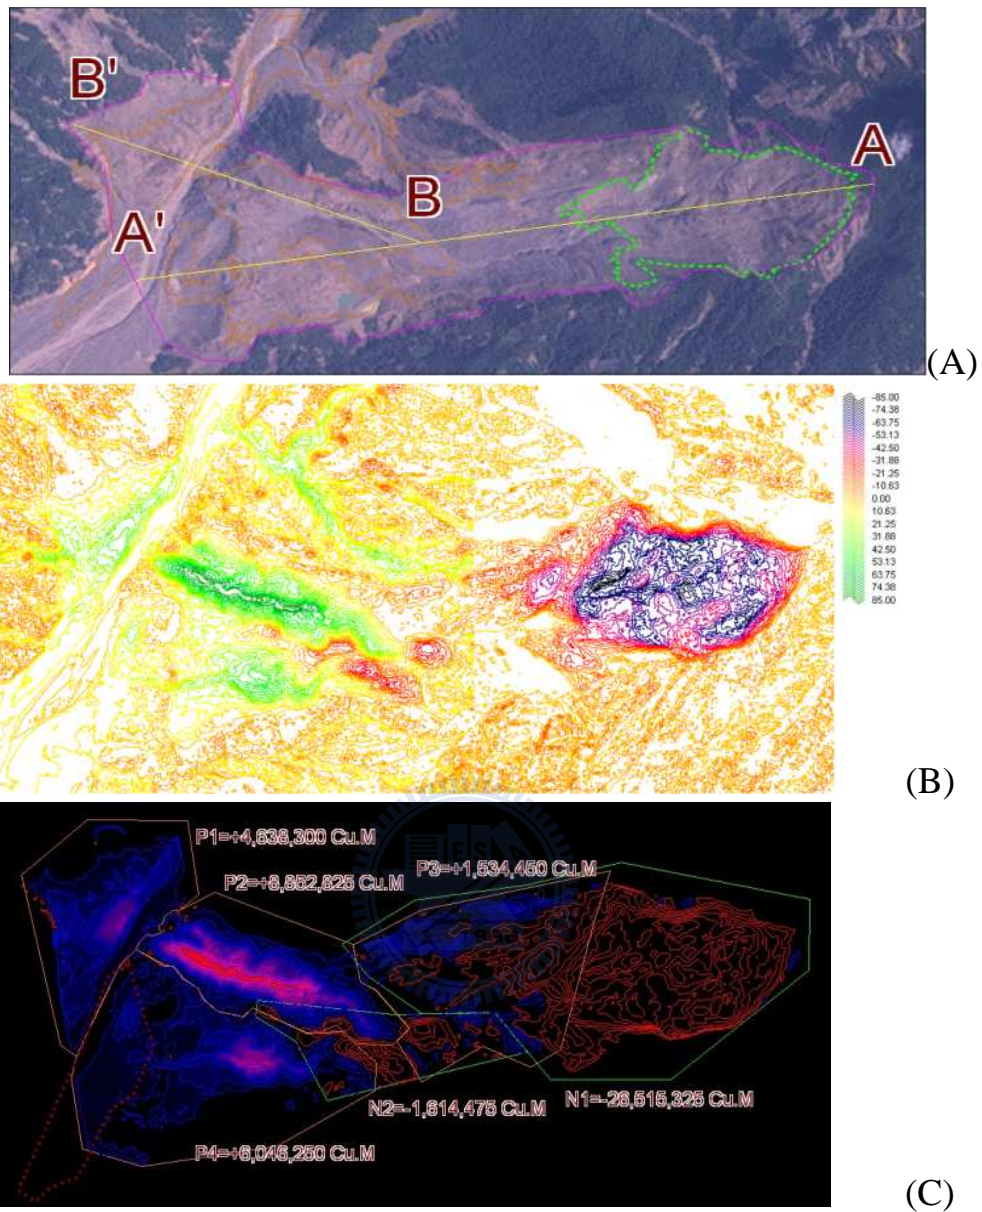 B'
A
B
A'
(A)
-85.00
-74.38
-63.75
-53.13
-42.50
-31.88
-21.25
-10.63
0.00
10.63
21.25
31.88
42.50
53.13
63.75
74.38
85.00
(B)
P1=+4,638,300 Cu.M
P3=+1,534,450 Cu.M
P2=+8,852,825 Cu.M
N2=-1,614,475 Cu.M
N1=-26,515,325 Cu.M
P4=+6,046,250 Cu.M
(C)